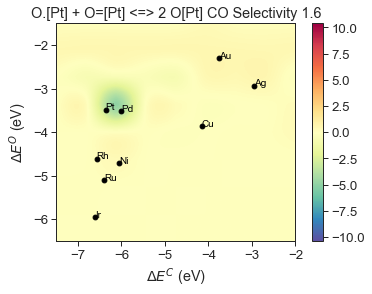 O.[Pt] + O=[Pt] <=> 2 O[Pt] CO Selectivity 1.6
ΔE^O (eV)
−2
−3
−4
−5
−6
Au
Ag
Pt
Pd
Cu
Rh
Ni
Ru
Ir
−7
−6
−5
−4
−3
−2
ΔE^C (eV)
10.0
7.5
5.0
2.5
0.0
−2.5
−5.0
−7.5
−10.0